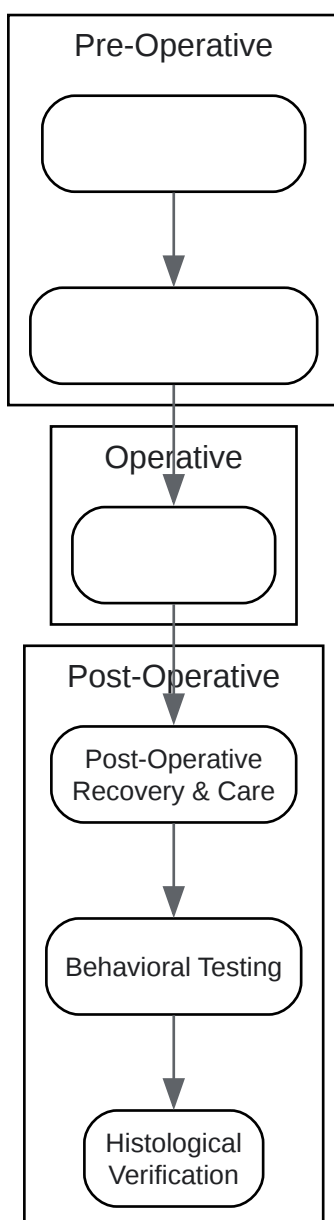 Pre-Operative
Operative
Post-Operative
Post-Operative
Recovery & Care
Behavioral Testing
Histological
Verification